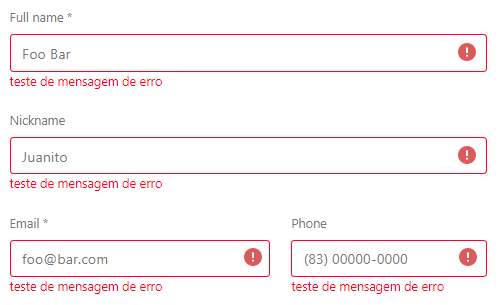 Full name *
Foo Bar
teste de mensagem de erro
Nickname
Juanito
teste de mensagem de erro
Email *
foo@bar.com
teste de mensagem de erro
Phone
(83) 00000-0000
teste de mensagem de erro